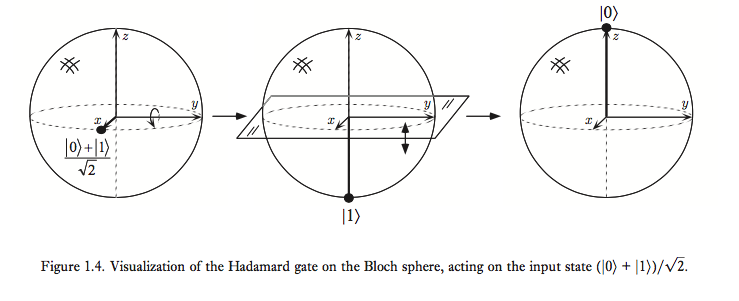 |0⟩
z
z
z
y
y
y
x
x
x
|0⟩+|1⟩
√2
|1⟩
Figure 1.4. Visualization of the Hadamard gate on the Bloch sphere, acting on the input state (|0⟩ + |1⟩)/√2.